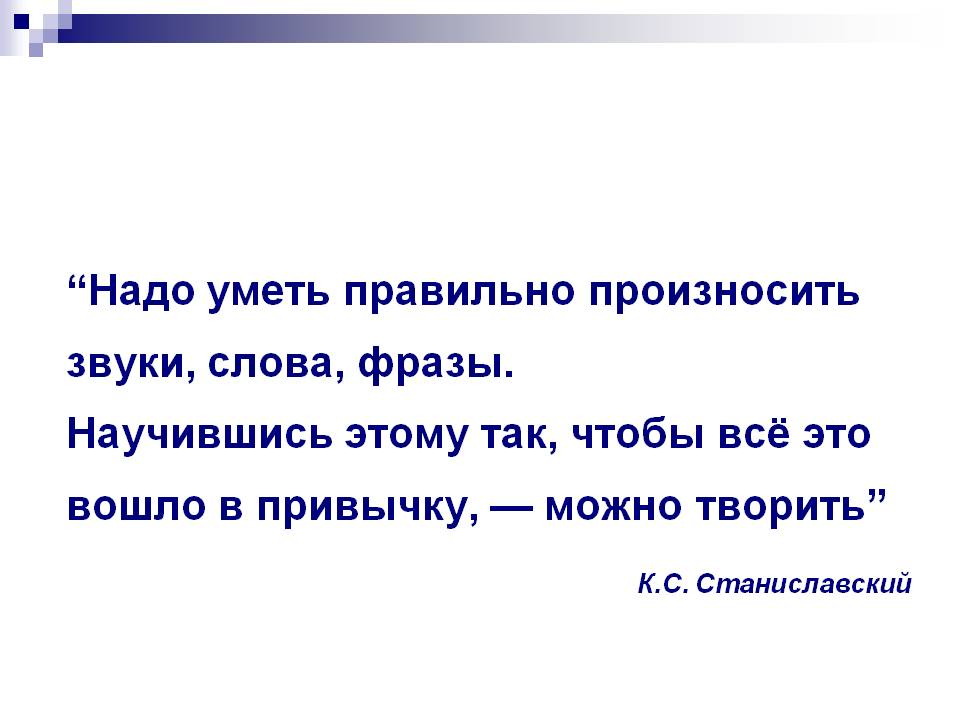 “Надо уметь правильно произносить
звуки, слова, фразы.
Научившись этому так, чтобы всё это
вошло в привычку, — можно творить”
К.С. Станиславский